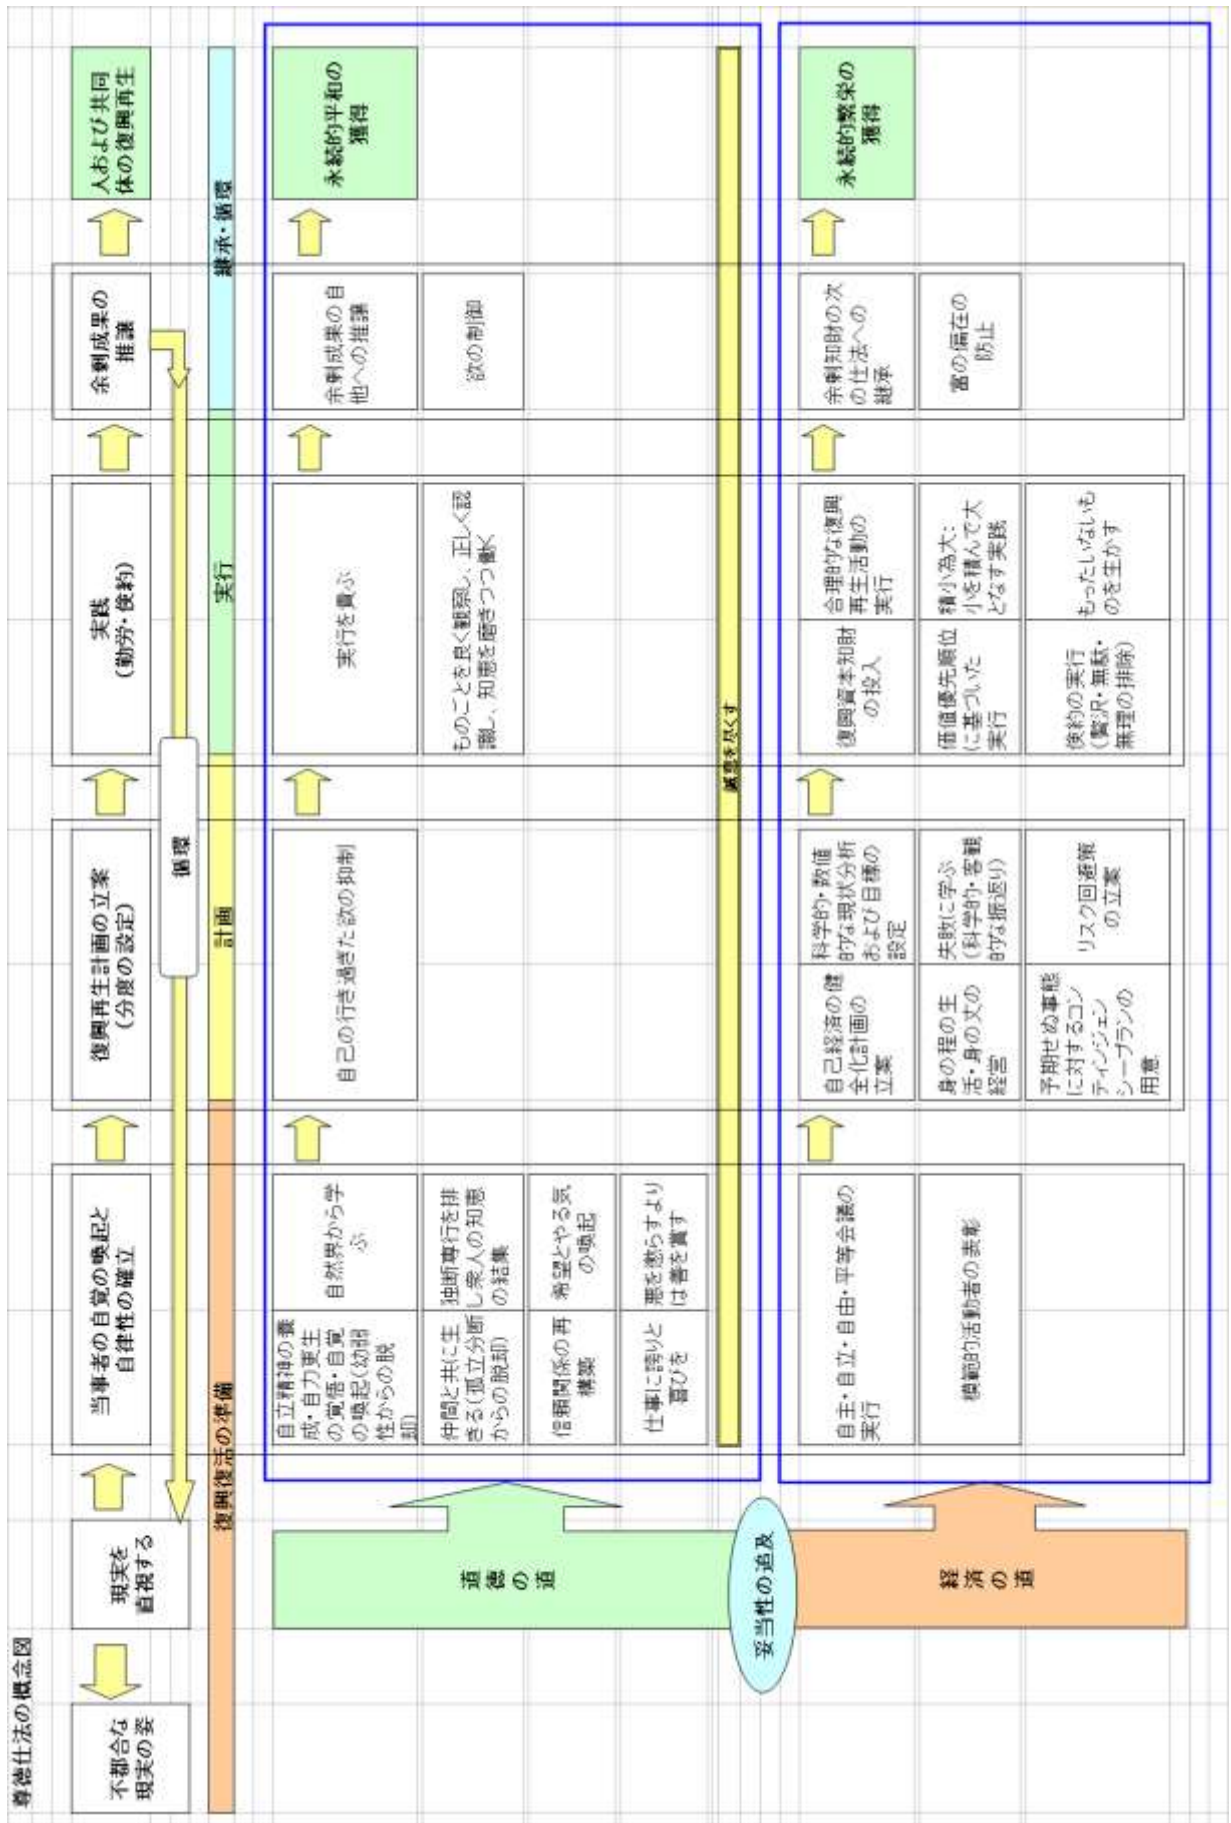 尊徳仕法の概念図
不都合な
現実の姿
現実を
直視する
当事者の自覚の喚起と
自律性の確立
復興再生計画の立案
（分度の設定）
実践
（勤労・倹約）
余剰成果の
推譲
人および共同
体の復興再生
循環
復興復活の準備
計画
実行
継承・循環
道徳の道
自立精神の養
成・自力更生
の覚悟・自覚
の喚起（幼弱
性からの脱
却）
自然界から学
ぶ
仲間と共に生
きる（孤立分断
からの脱却）
独断専行を排
し衆人の知恵
の結集
信頼関係の再
構築
希望とやる気
の喚起
仕事に誇りと
喜びを
悪を懲らすより
は善を賞す
自己の行き過ぎた欲の抑制
実行を貴ぶ
ものごとを良く観察し、正しく認
識し、知恵を磨きつつ働く
余剰成果の自
他への推譲
欲の制御
永続的平和の
獲得
誠意を尽くす
妥当性の追及
経済の道
自主・自立・自由・平等会議の
実行
模範的活動者の表彰
自己経済の健
全化計画の
立案
科学的・数値
的な現状分析
および目標の
設定
身の程の生
活・身の丈の
経営
失敗に学ぶ
（科学的・客観
的な振返り）
予期せぬ事態
に対するコン
ティンジェン
シープランの
用意
リスク回避策
の立案
復興資本知財
の投入
合理的な復興
再生活動の
実行
価値優先順位
に基づいた
実行
積小為大：
小を積んで大
となす実践
倹約の実行
（贅沢・無駄・
無理の排除）
もったいないも
のを生かす
余剰知財の次
の仕法への
継承
富の偏在の
防止
永続的繁栄の
獲得